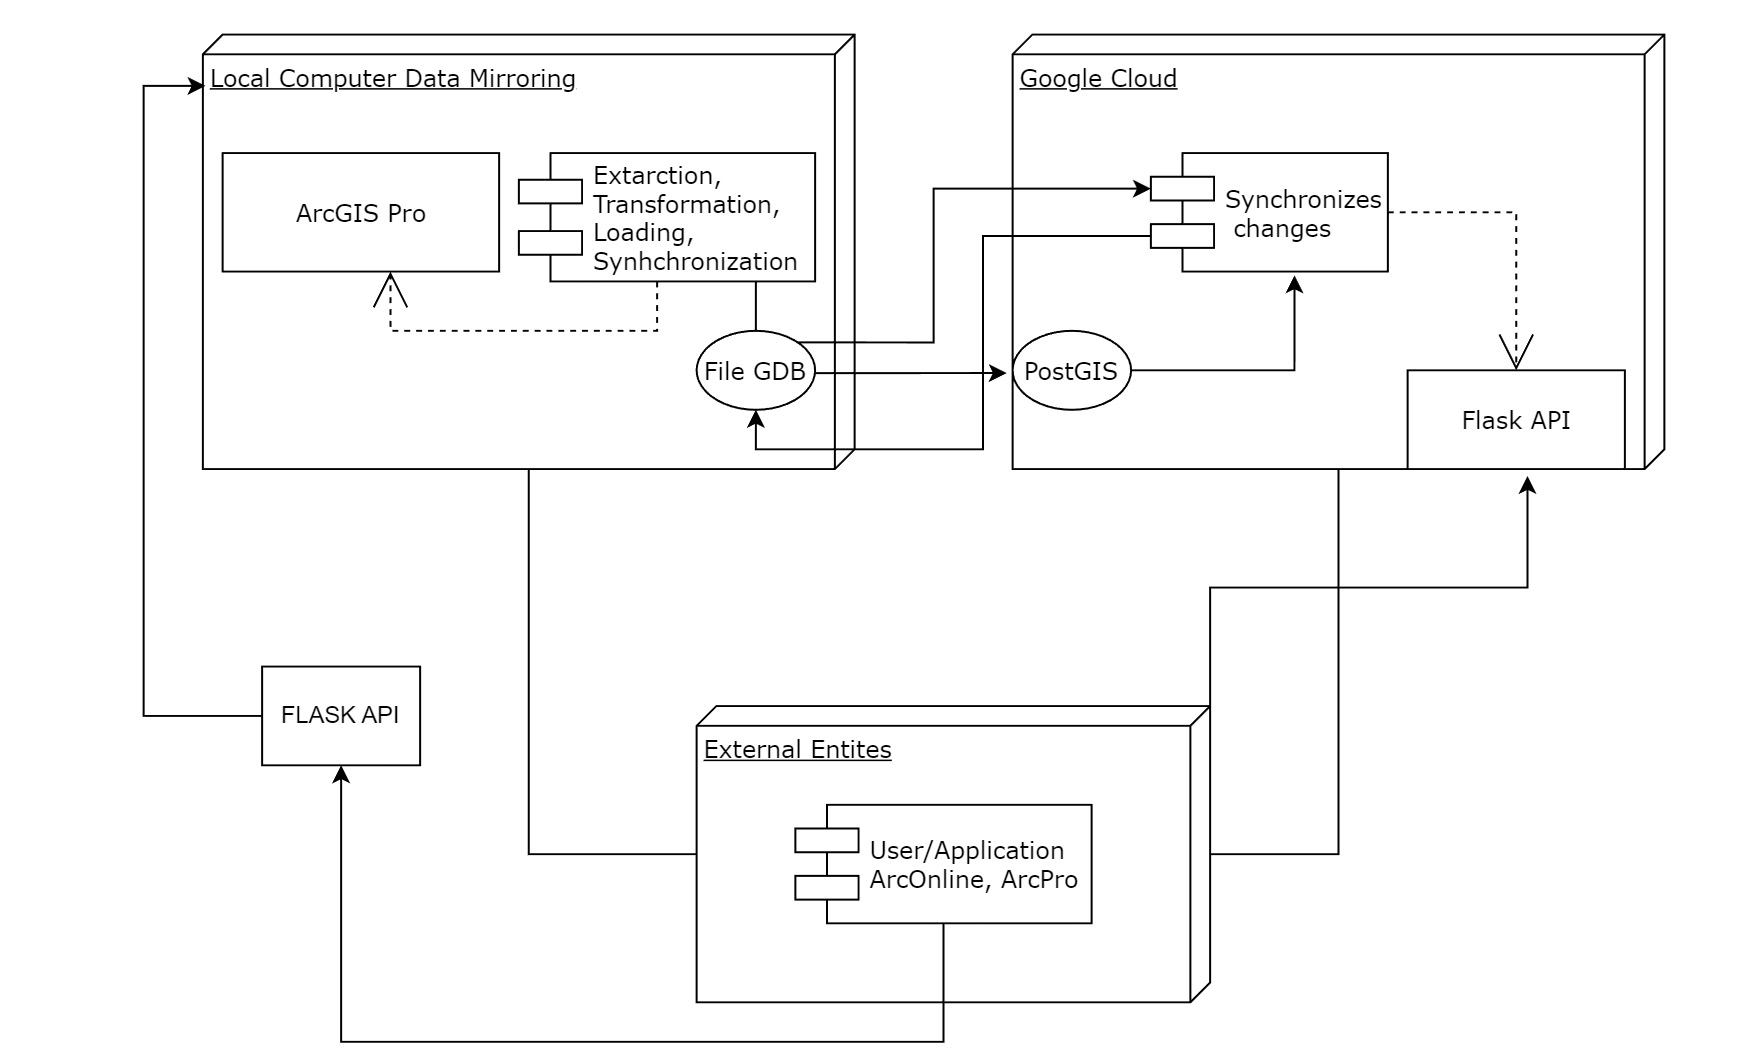 Local Computer Data Mirroring
ArcGIS Pro
Extarction,
Transformation,
Loading,
Synhchronization
File GDB
Google Cloud
Synchronizes
changes
PostGIS
Flask API
FLASK API
External Entites
User/Application
ArcOnline, ArcPro